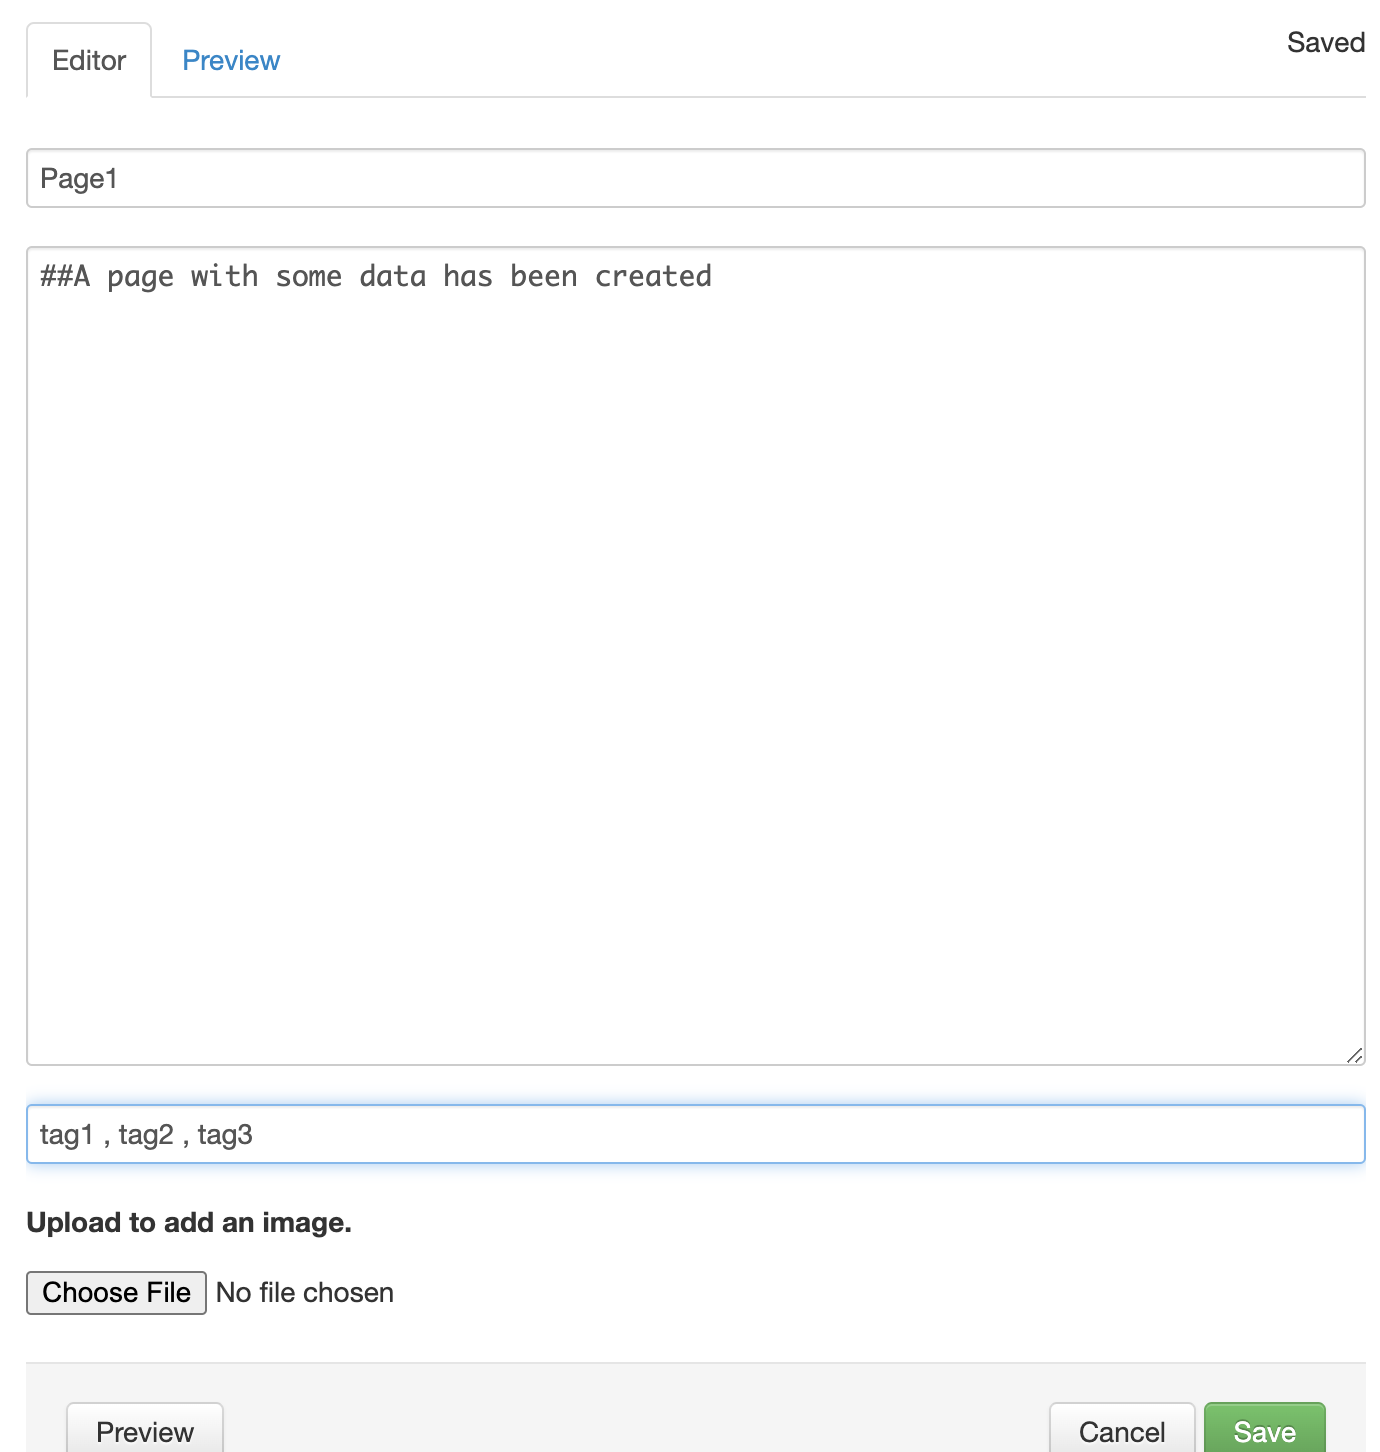 Editor Preview Saved
Page1
##A page with some data has been created
tag1 , tag2 , tag3
Upload to add an image.
Choose File No file chosen
Preview Cancel Save